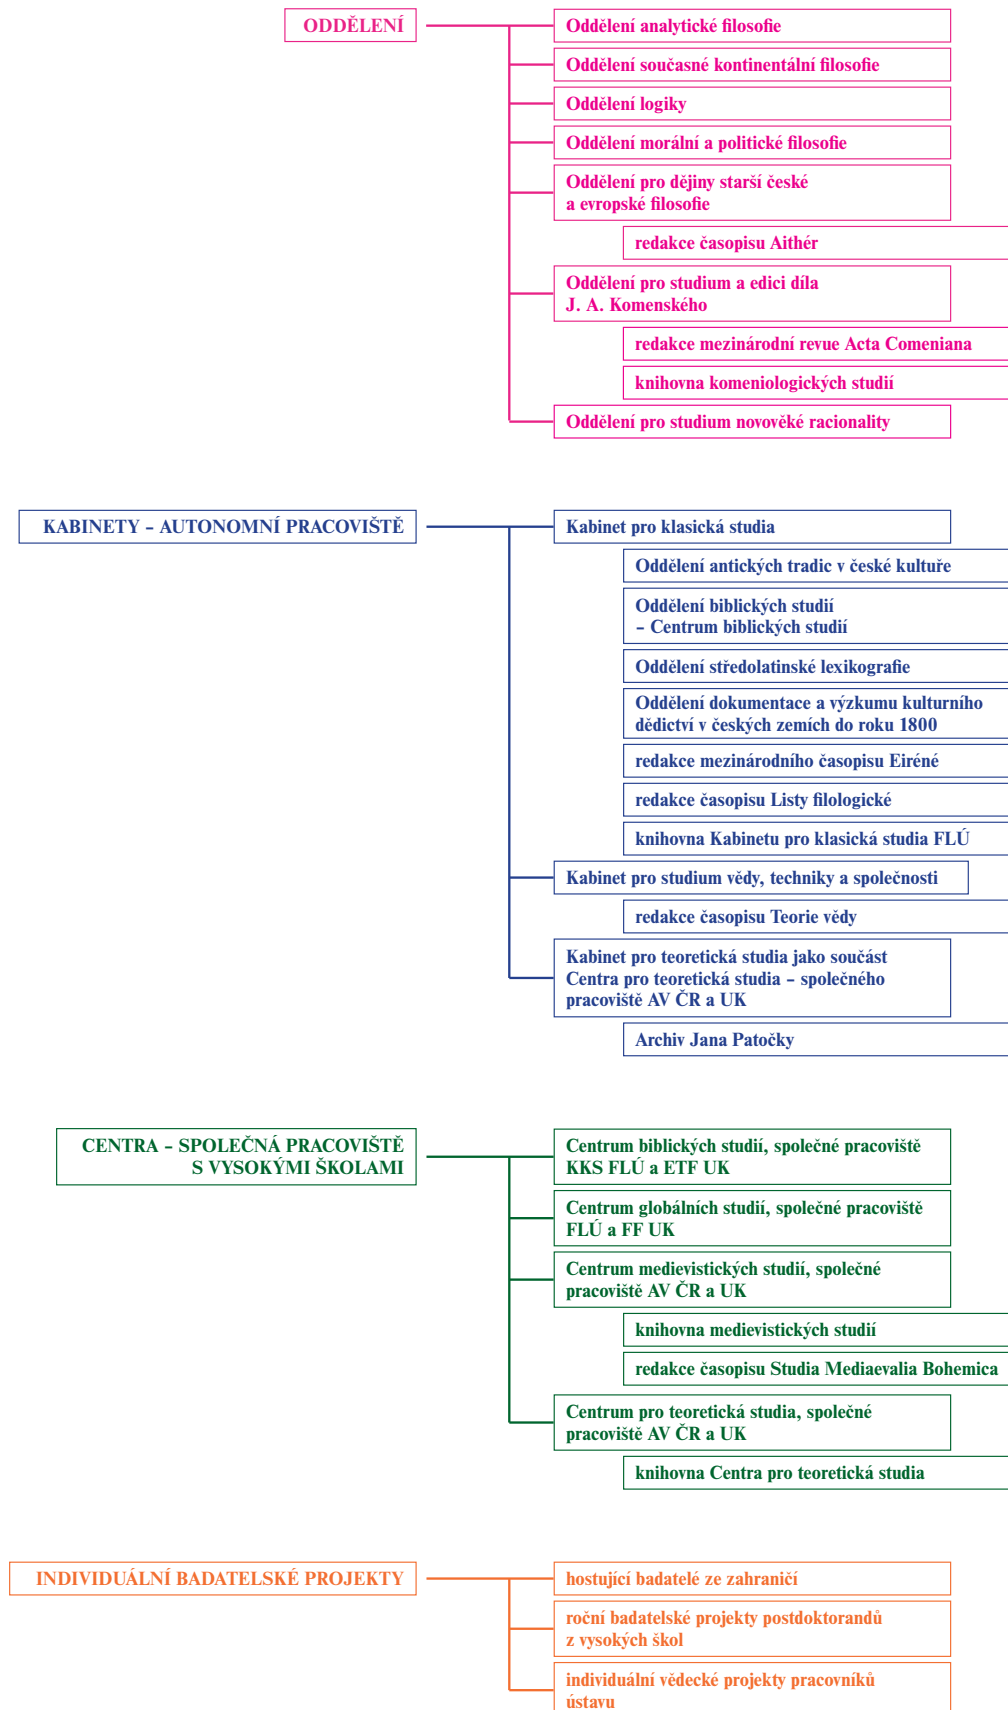 ODDĚLENÍ
Oddělení analytické filosofie
Oddělení současné kontinentální filosofie
Oddělení logiky
Oddělení morální a politické filosofie
Oddělení pro dějiny starší české
a evropské filosofie
redakce časopisu Aithér
Oddělení pro studium a edici díla
J. A. Komenského
redakce mezinárodní revue Acta Comeniana
knihovna komeniologických studií
Oddělení pro studium novověké racionality
KABINETY – AUTONOMNÍ PRACOVIŠTĚ
Kabinet pro klasická studia
Oddělení antických tradic v české kultuře
Oddělení biblických studií
– Centrum biblických studií
Oddělení středolatinské lexikografie
Oddělení dokumentace a výzkumu kulturního
dědictví v českých zemích do roku 1800
redakce mezinárodního časopisu Eiréné
redakce časopisu Listy filologické
knihovna Kabinetu pro klasická studia FLÚ
Kabinet pro studium vědy, techniky a společnosti
redakce časopisu Teorie vědy
Kabinet pro teoretická studia jako součást
Centra pro teoretická studia – společného
pracoviště AV ČR a UK
Archiv Jana Patočky
CENTRA – SPOLEČNÁ PRACOVIŠTĚ
S VYSOKÝMI ŠKOLAMI
Centrum biblických studií, společné pracoviště
KKS FLÚ a ETF UK
Centrum globálních studií, společné pracoviště
FLÚ a FF UK
Centrum medievistických studií, společné
pracoviště AV ČR a UK
knihovna medievistických studií
redakce časopisu Studia Mediaevalia Bohemica
Centrum pro teoretická studia, společné
pracoviště AV ČR a UK
knihovna Centra pro teoretická studia
INDIVIDUÁLNÍ BADATELSKÉ PROJEKTY
hostující badatelé ze zahraničí
roční badatelské projekty postdoktorandů
z vysokých škol
individuální vědecké projekty pracovníků
ústavu